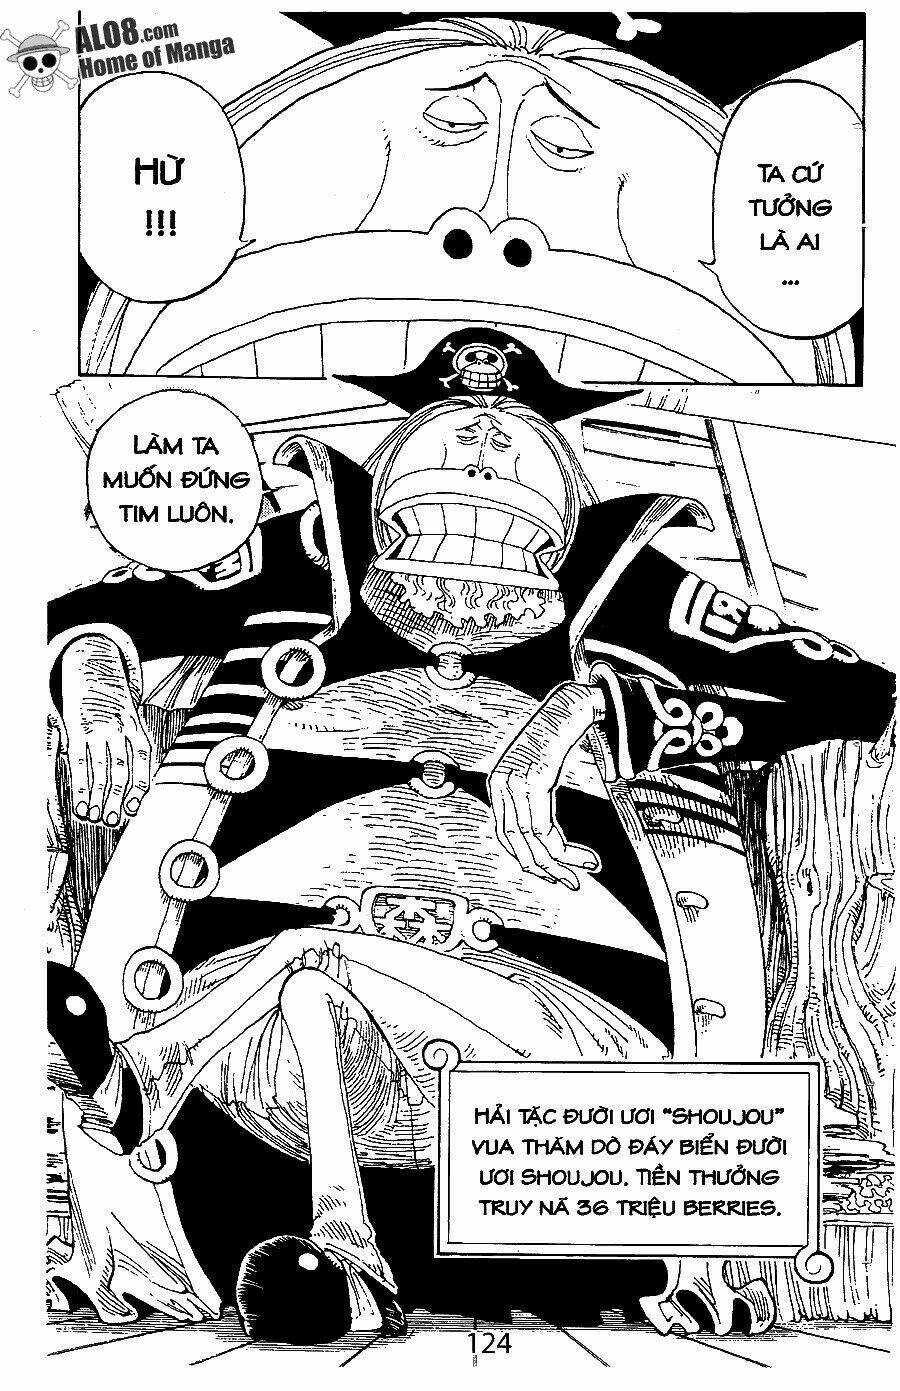 ALO8.com
Home of Manga
TA CỨ
TƯỞNG
LÀ AI
...
HỪ
!!!
LÀM TA
MUỐN ĐỨNG
TIM LUÔN.
HẢI TẶC ĐƯỜI ƯƠI "SHOUJOU"
VUA THĂM DÒ ĐÁY BIỂN ĐƯỜI
ƯƠI SHOUJOU. TIỀN THƯỞNG
TRUY NÃ 36 TRIỆU BERRIES.
124